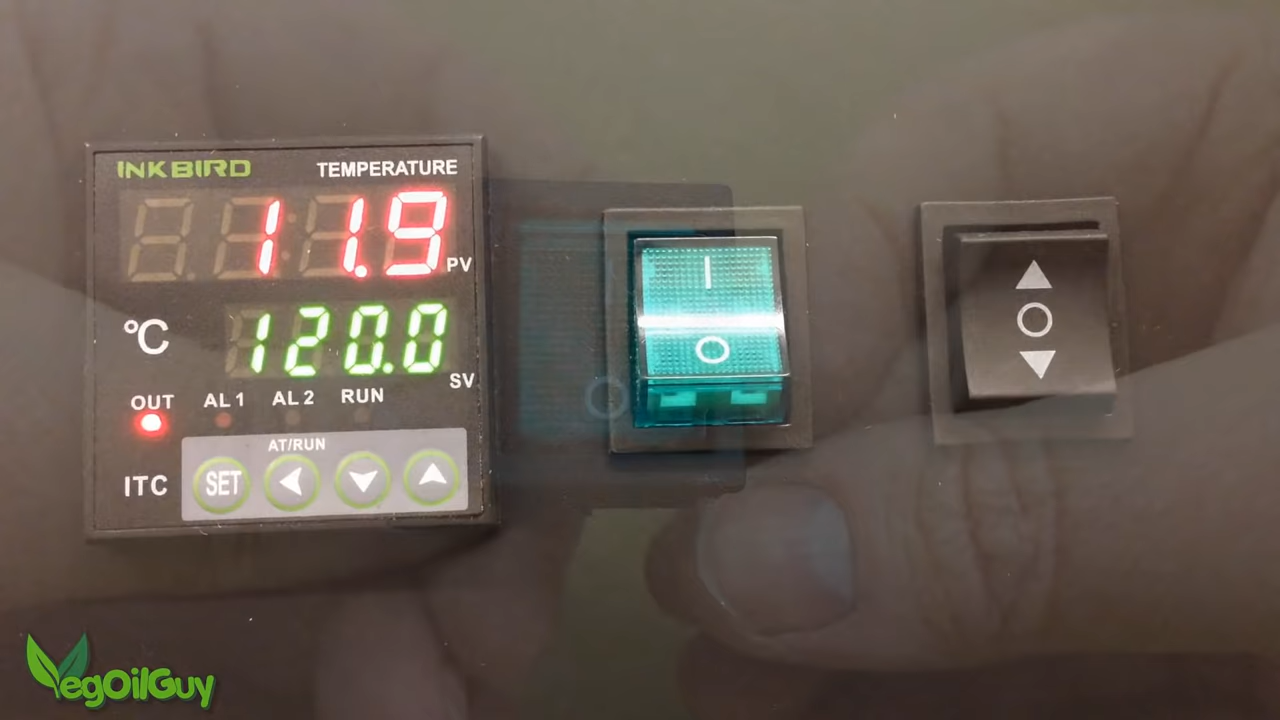 INKBIRD TEMPERATURE
11.9 PV
°C 120.0 SV
OUT AL1 AL2 RUN
AT/RUN
ITC SET
VegOilGuy